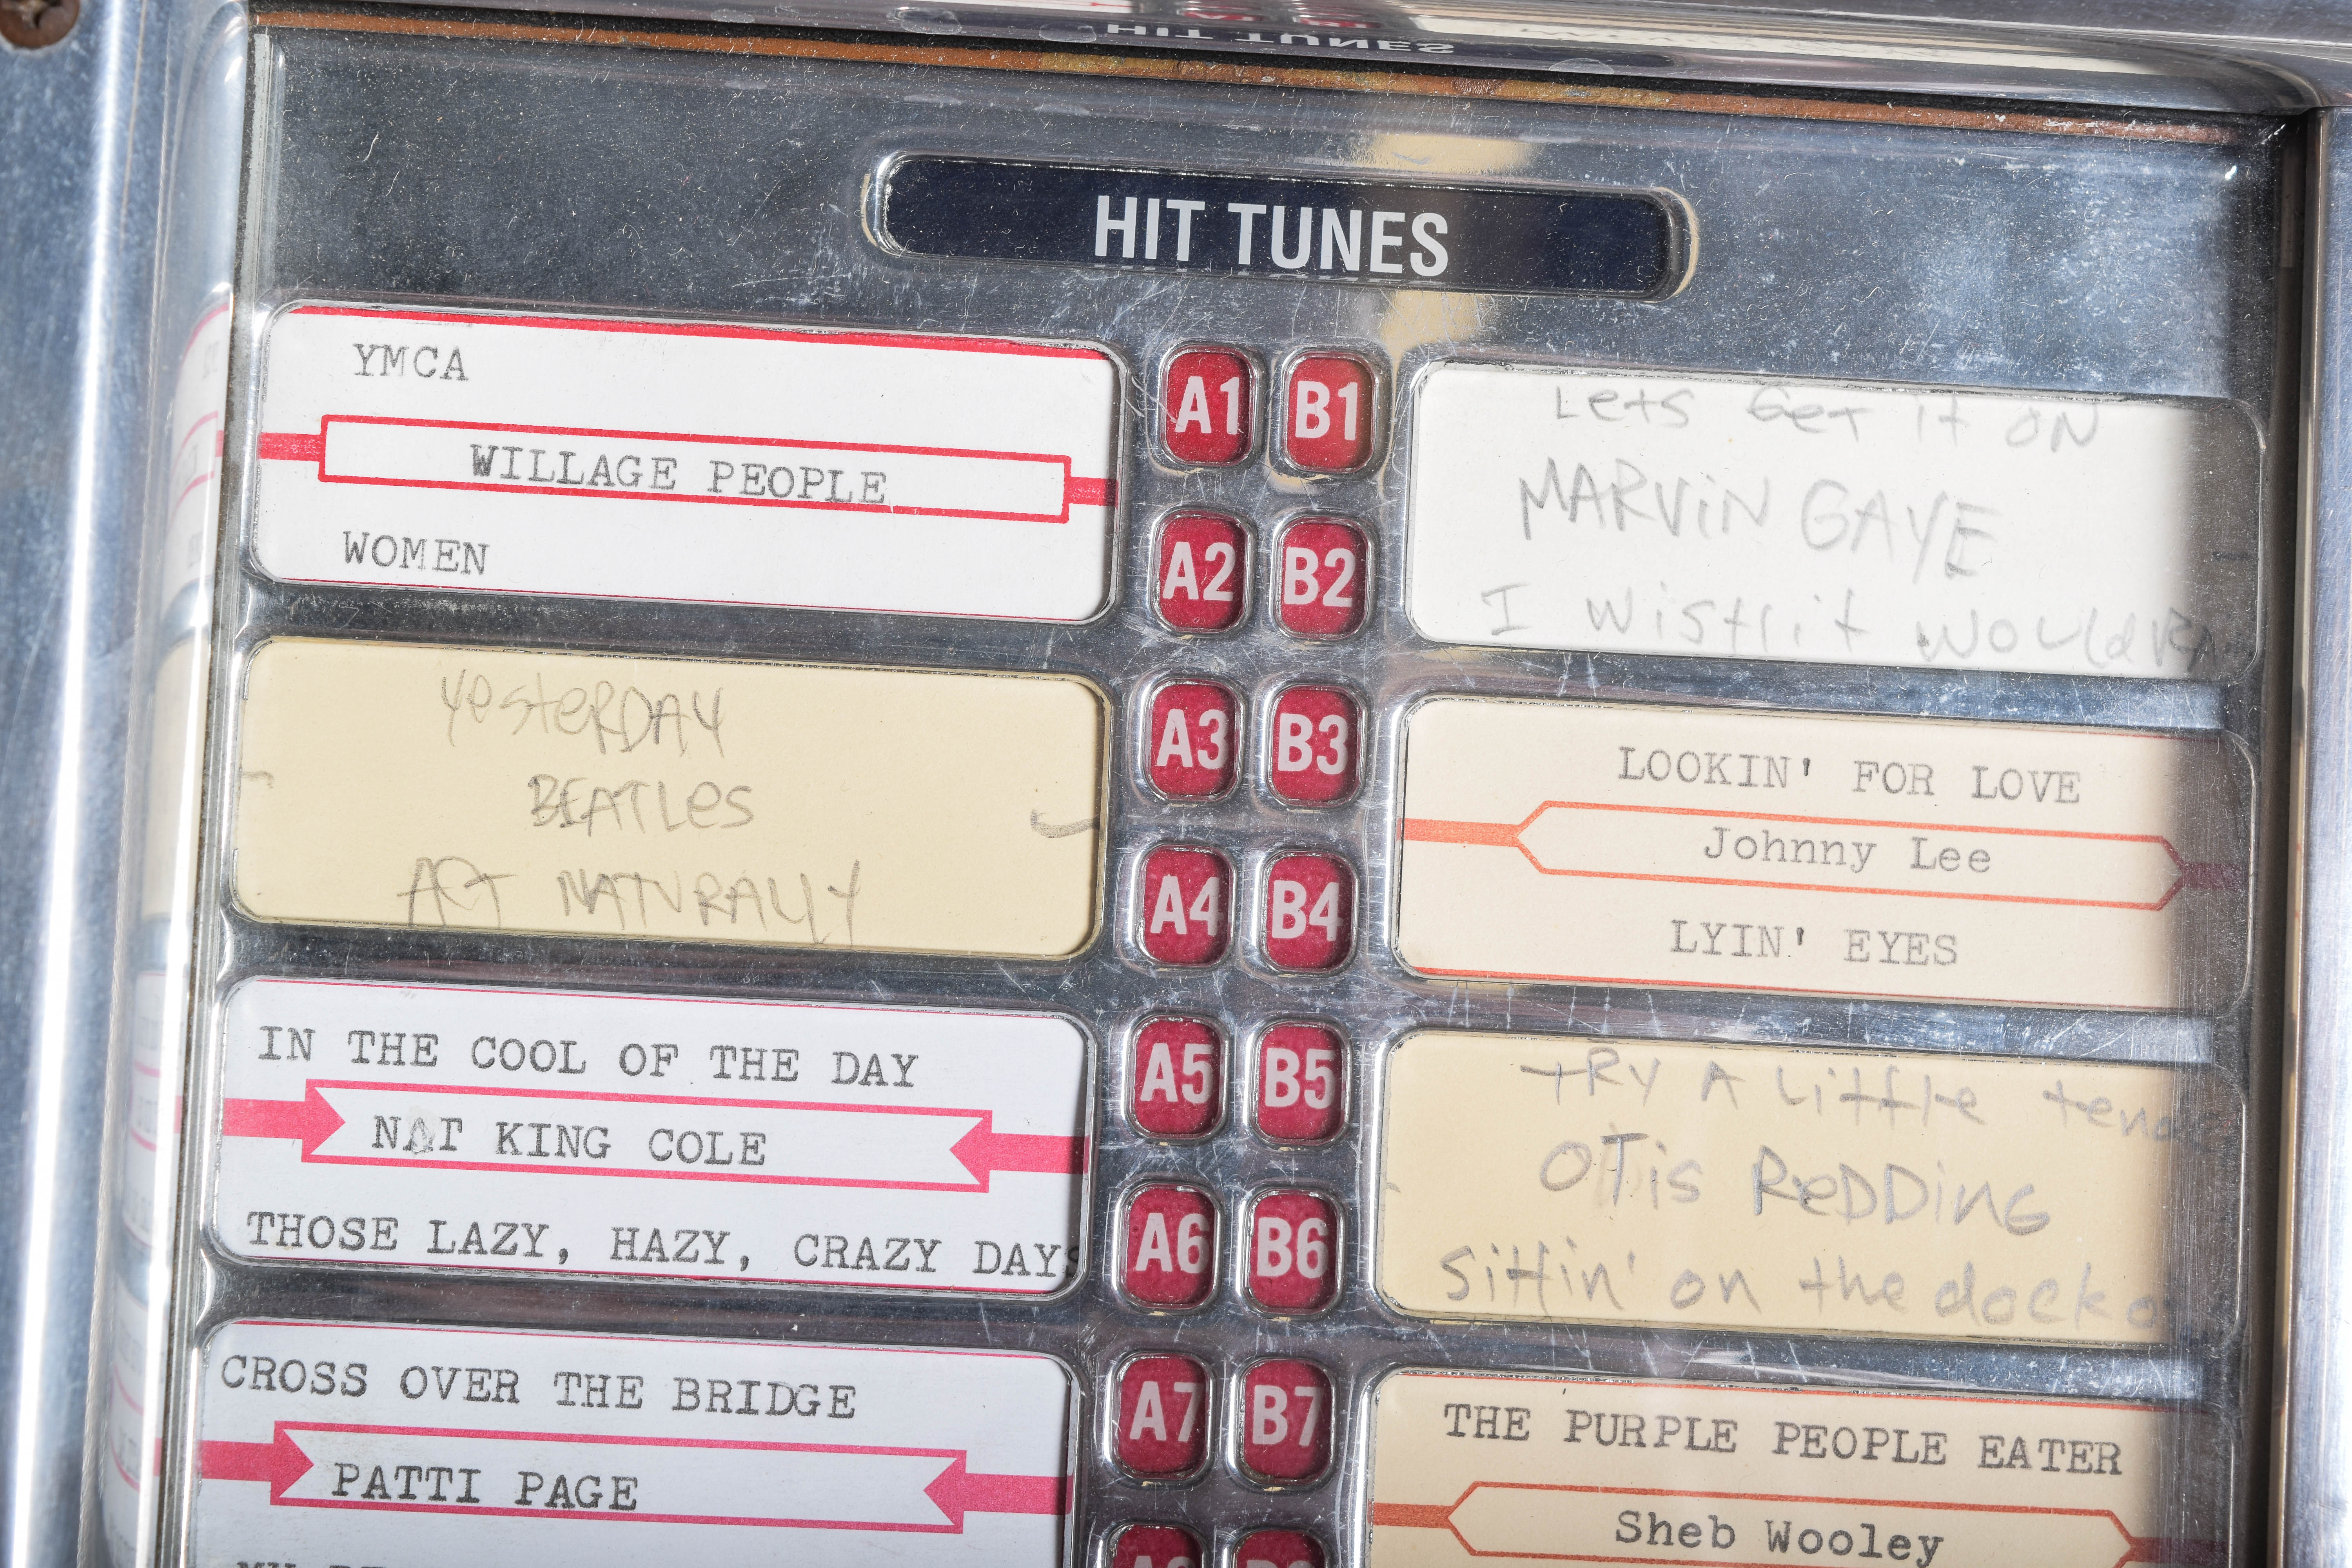 HIT TUNES
YMCA
WILLAGE PEOPLE
WOMEN
A1 B1
A2 B2
Lets Get it ON
MARViN GAYE
I Wish it Would
YesteRDAY
BEATLes
ACT NATURALLY
A3 B3
A4 B4
LOOKIN' FOR LOVE
Johnny Lee
LYIN' EYES
IN THE COOL OF THE DAY
NAT KING COLE
THOSE LAZY, HAZY, CRAZY DAYS
A5 B5
A6 B6
tRy A Little
OTis ReDDiNG
Sittin' on the dock
CROSS OVER THE BRIDGE
PATTI PAGE
A7 B7
THE PURPLE PEOPLE EATER
Sheb Wooley